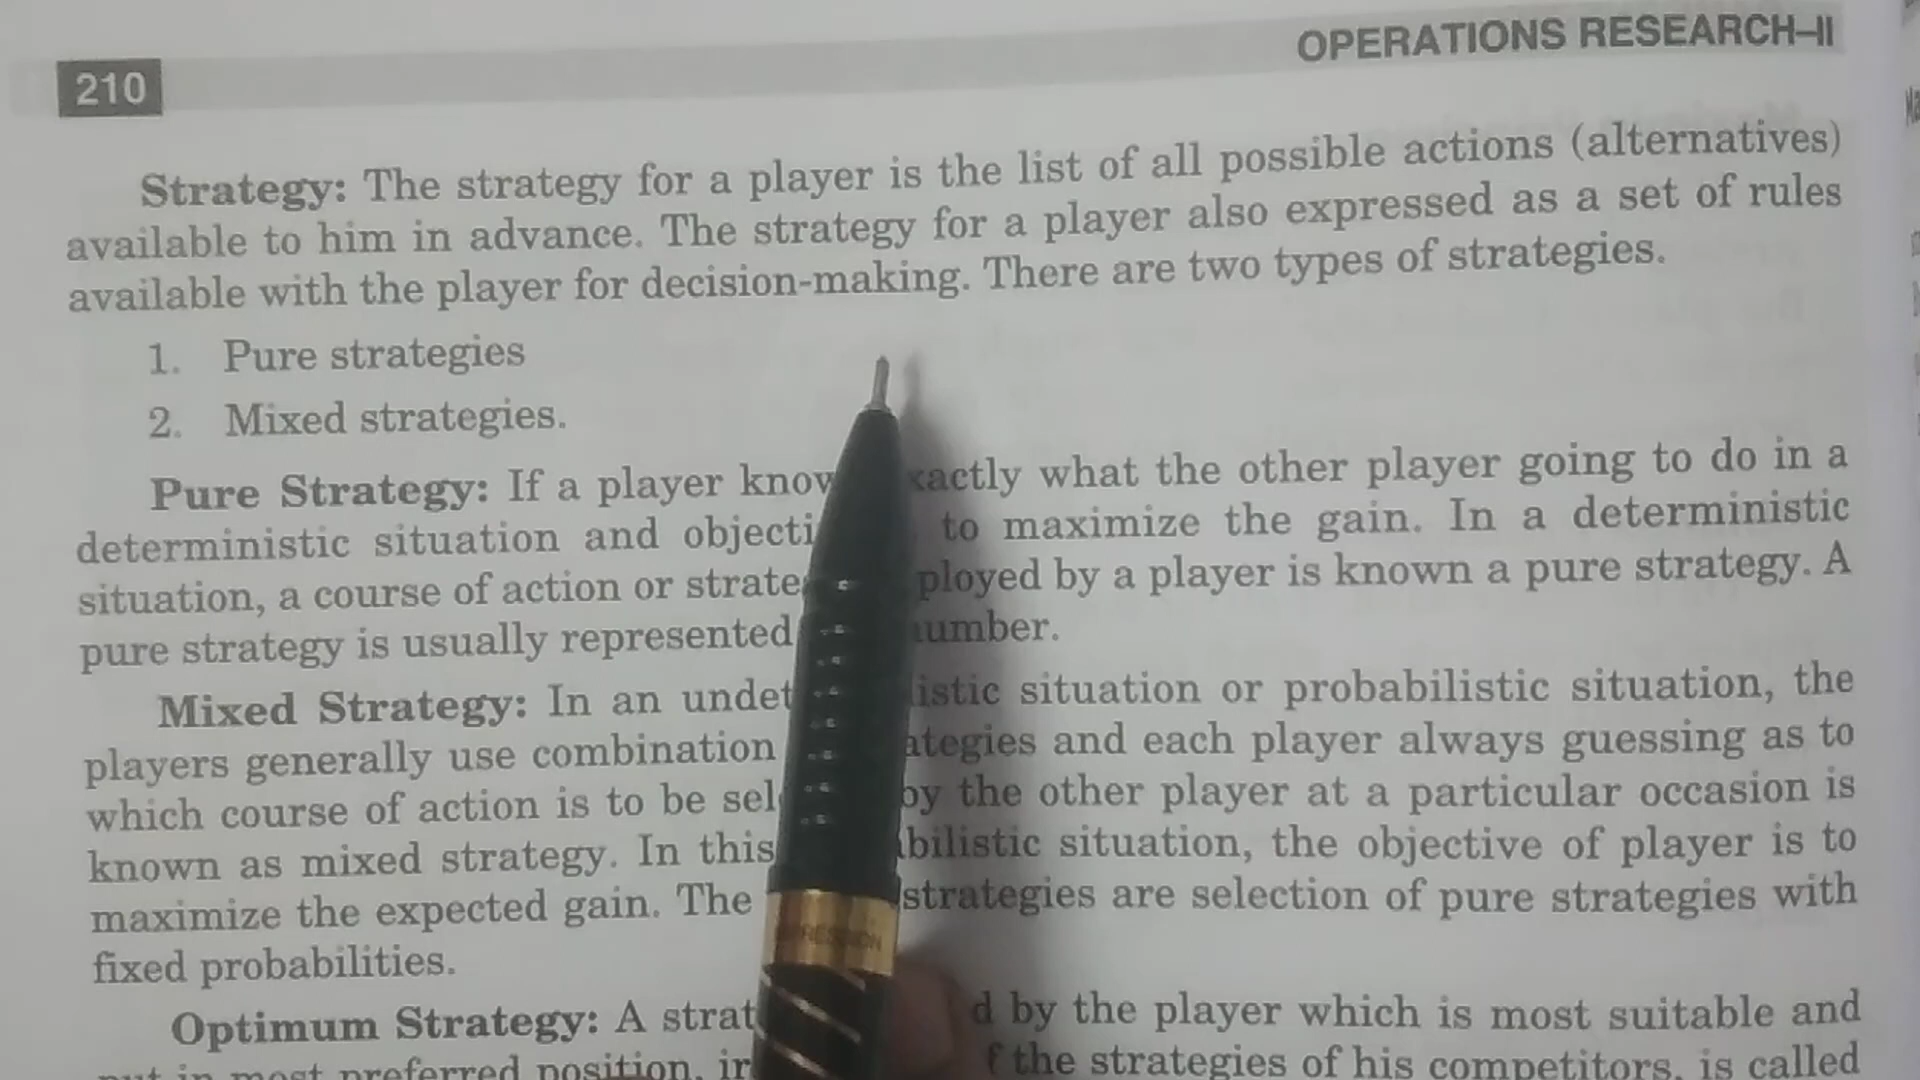 210
OPERATIONS RESEARCH–II
Strategy: The strategy for a player is the list of all possible actions (alternatives)
available to him in advance. The strategy for a player also expressed as a set of rules
available with the player for decision-making. There are two types of strategies.
1. Pure strategies
2. Mixed strategies.
Pure Strategy: If a player know xactly what the other player going to do in a
deterministic situation and objecti to maximize the gain. In a deterministic
situation, a course of action or strate ployed by a player is known a pure strategy. A
pure strategy is usually represented umber.
Mixed Strategy: In an undet istic situation or probabilistic situation, the
players generally use combination ategies and each player always guessing as to
which course of action is to be sel by the other player at a particular occasion is
known as mixed strategy. In this bilistic situation, the objective of player is to
maximize the expected gain. The strategies are selection of pure strategies with
fixed probabilities.
Optimum Strategy: A strat d by the player which is most suitable and
put in most preferred position, ir f the strategies of his competitors, is called